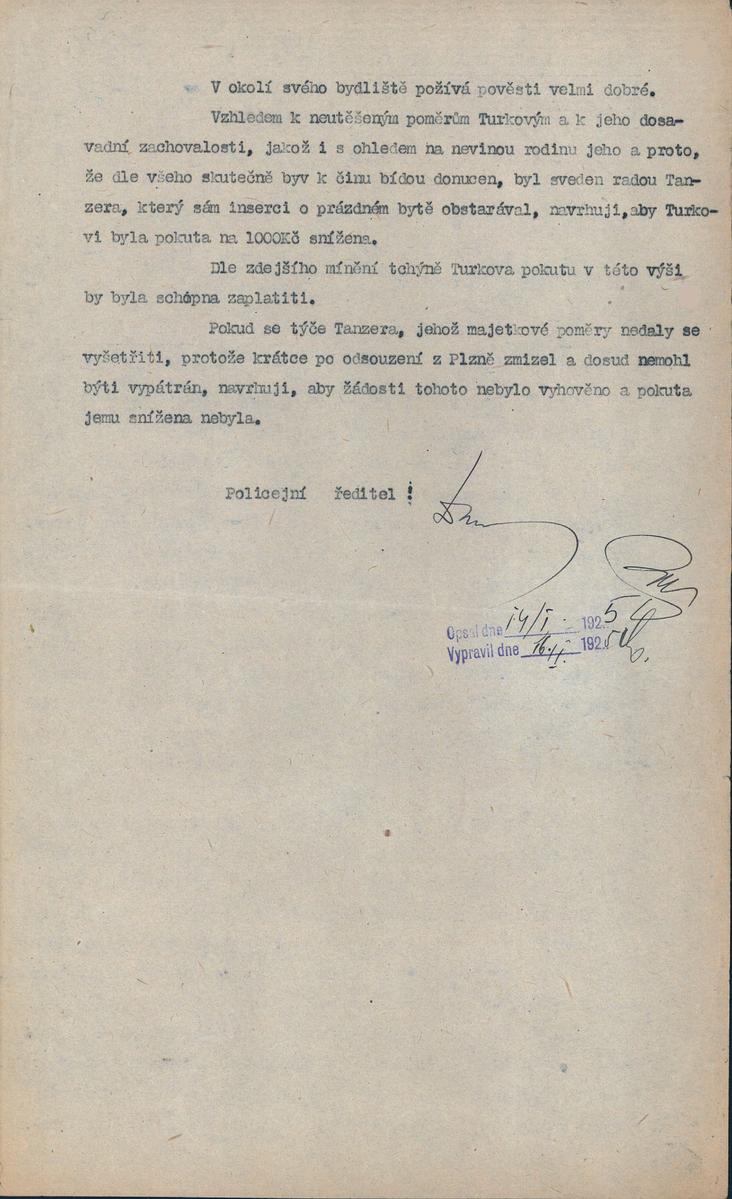 V okolí svého bydliště požívá pověsti velmi dobré.
Vzhledem k neutěšeným poměrům Turkovým a k jeho dosa-
vadní zachovalosti, jakož i s ohledem na nevinou rodinu jeho a proto,
že dle všeho skutečně byv k činu bídou donucen, byl sveden radou Tan-
zera, který sám inserci o prázdném bytě obstarával, navrhuji,aby Turko-
vi byla pokuta na 1000Kč snížena.
Dle zdejšího mínění tchýně Turkova pokutu v této výši
by byla schópna zaplatiti.
Pokud se týče Tanzera, jehož majetkové poměry nedaly se
vyšetřiti, protože krátce po odsouzení z Plzně zmizel a dosud nemohl
býti vypátrán, navrhuji, aby žádosti tohoto nebylo vyhověno a pokuta
jemu snížena nebyla.
Policejní ředitel !
Opsal dne 14/I. 1925
Vypravil dne 16. 1925